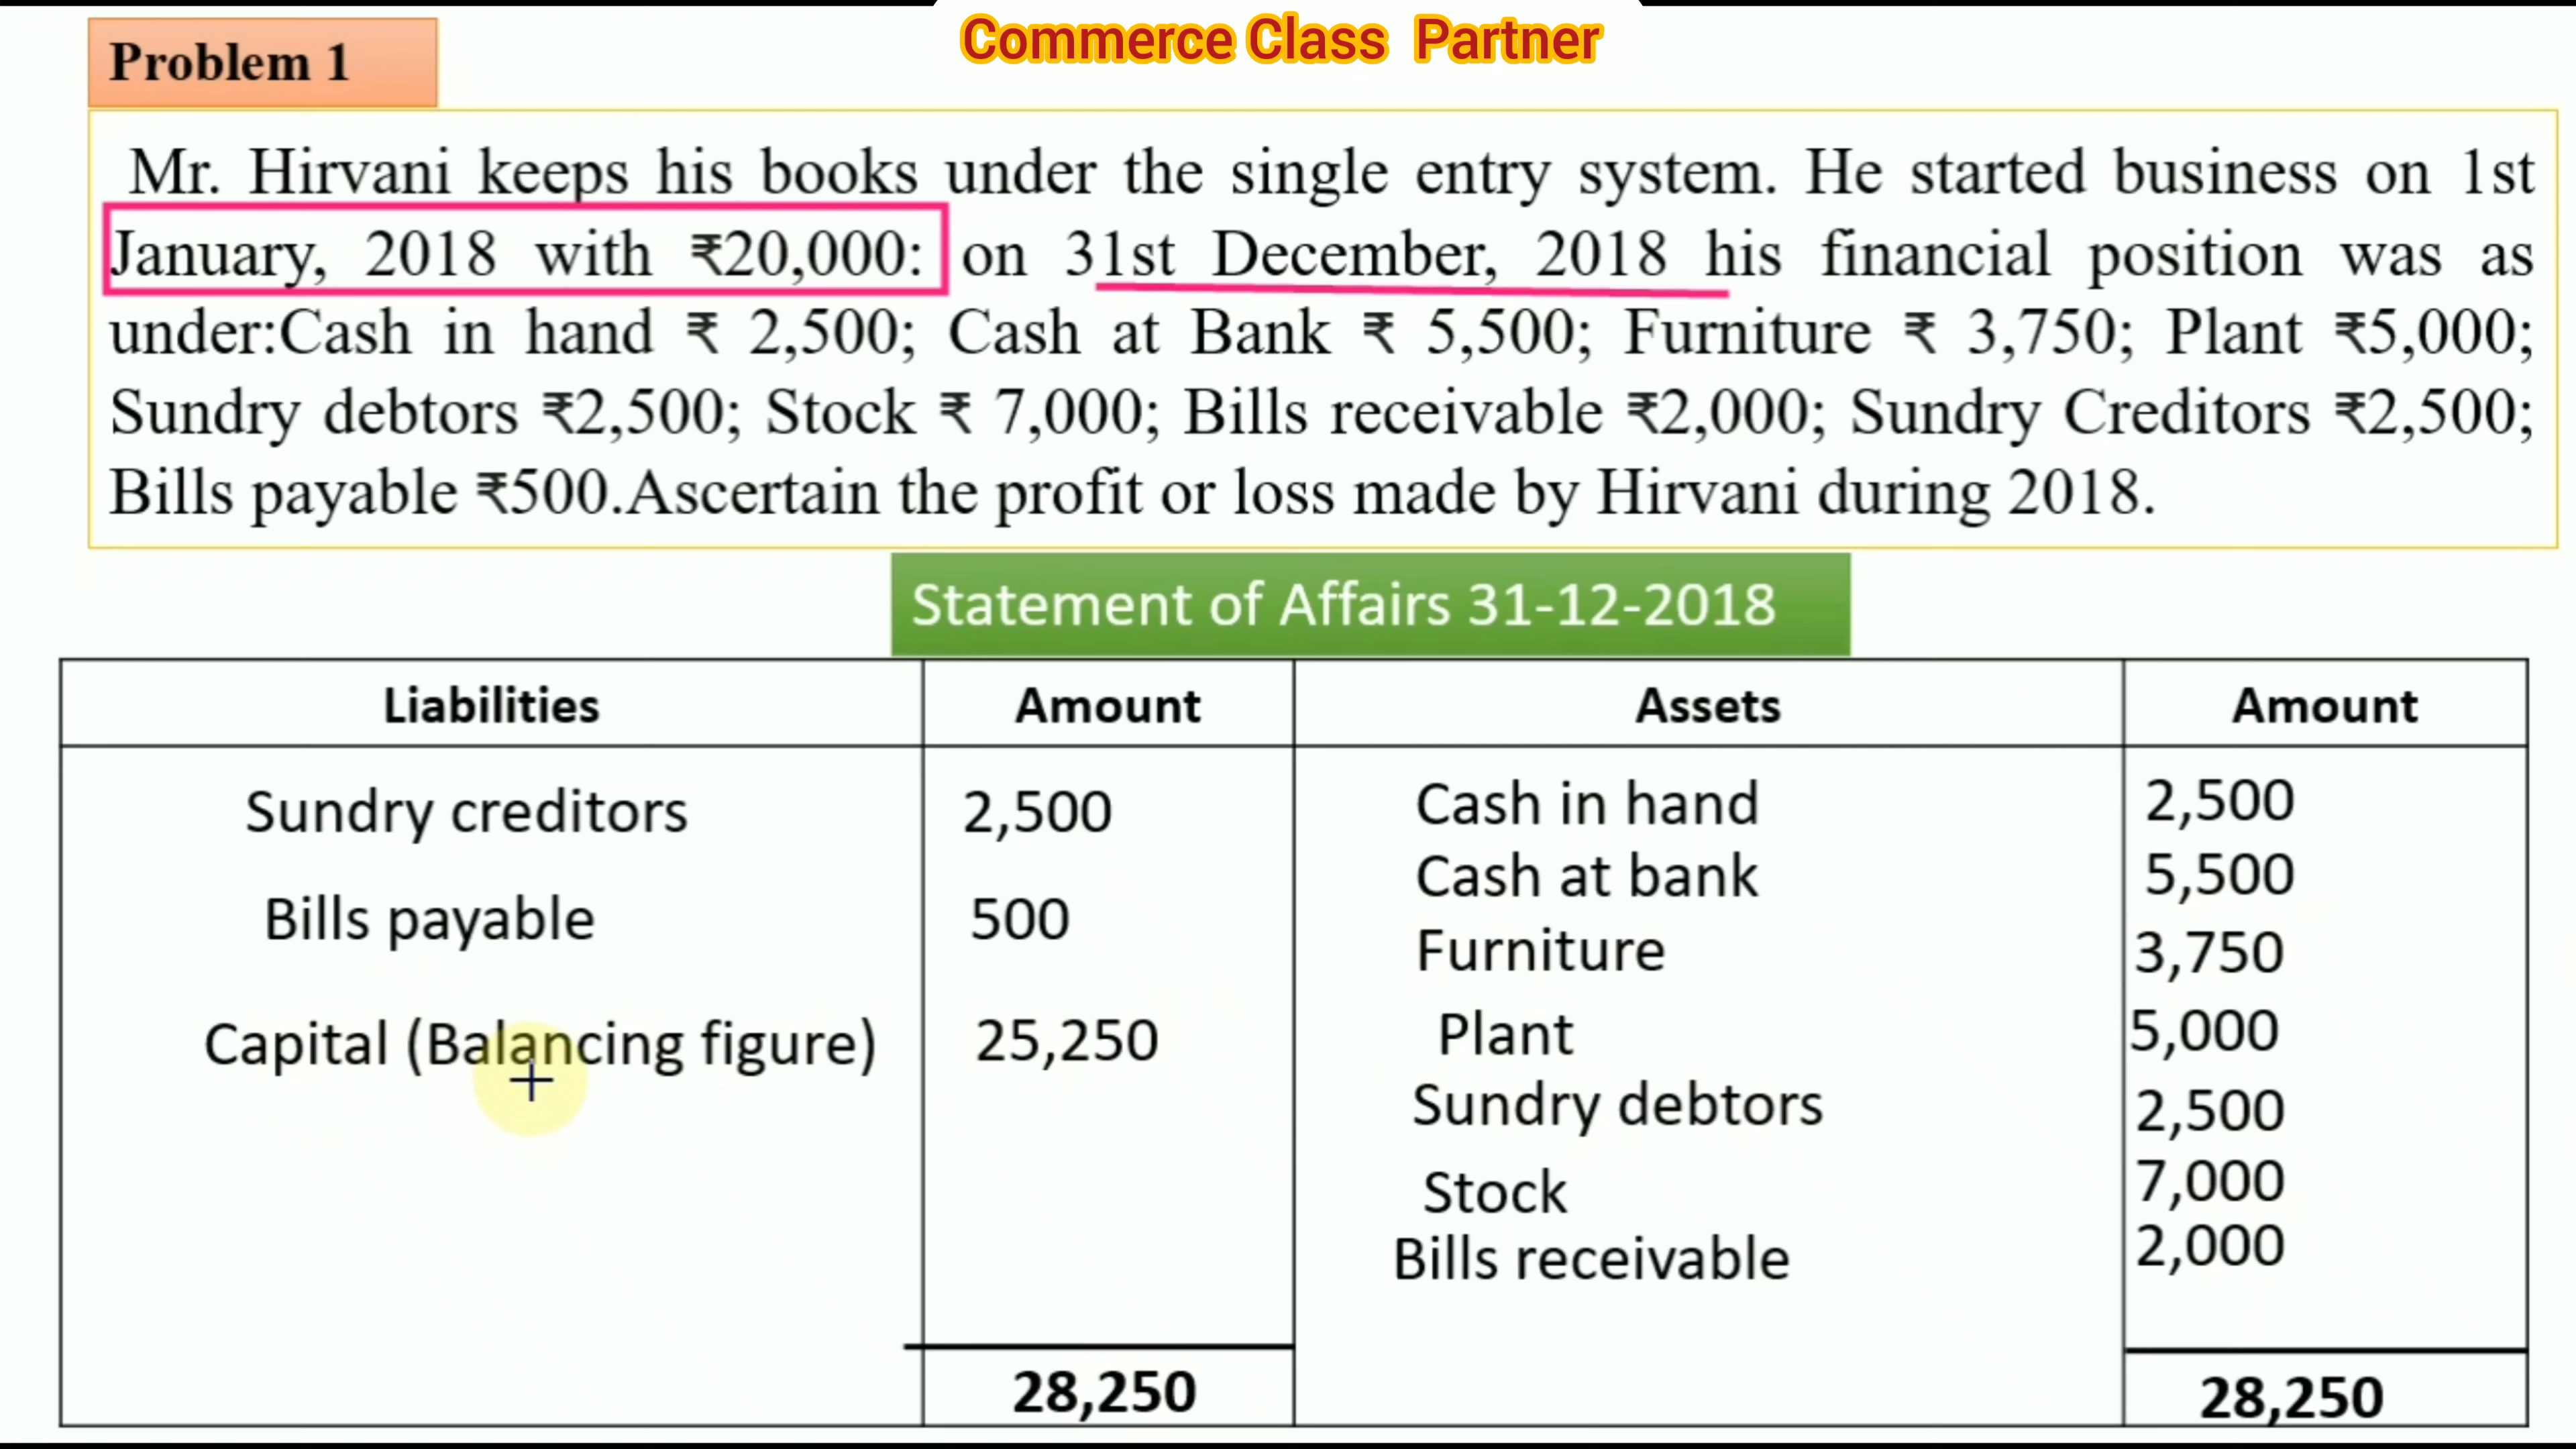 Commerce Class Partner
Problem 1
Mr. Hirvani keeps his books under the single entry system. He started business on 1st
January, 2018 with ₹20,000: on 31st December, 2018 his financial position was as
under:Cash in hand ₹ 2,500; Cash at Bank ₹ 5,500; Furniture ₹ 3,750; Plant ₹5,000;
Sundry debtors ₹2,500; Stock ₹ 7,000; Bills receivable ₹2,000; Sundry Creditors ₹2,500;
Bills payable ₹500.Ascertain the profit or loss made by Hirvani during 2018.
Statement of Affairs 31-12-2018
Liabilities Amount Assets Amount
Sundry creditors 2,500 Cash in hand 2,500
Cash at bank 5,500
Bills payable 500 Furniture 3,750
Capital (Balancing figure) 25,250 Plant 5,000
Sundry debtors 2,500
Stock 7,000
Bills receivable 2,000
28,250 28,250